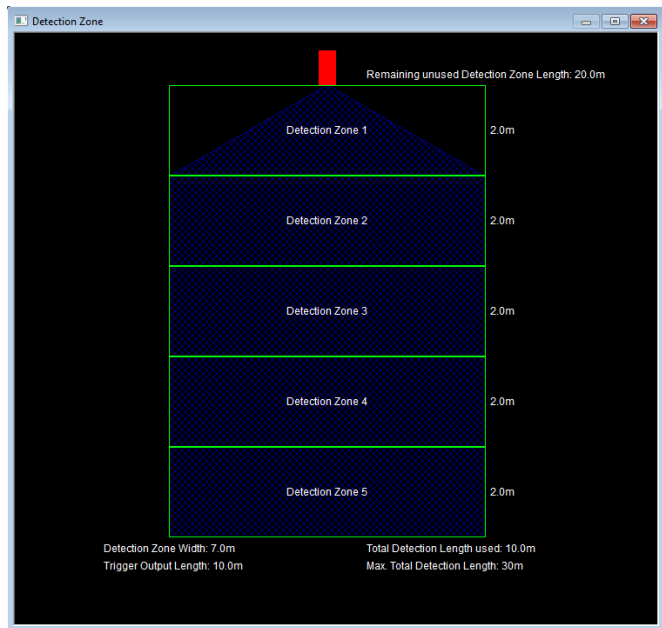 Detection Zone
Remaining unused Detection Zone Length: 20.0m
Detection Zone 1 2.0m
Detection Zone 2 2.0m
Detection Zone 3 2.0m
Detection Zone 4 2.0m
Detection Zone 5 2.0m
Detection Zone Width: 7.0m Total Detection Length used: 10.0m
Trigger Output Length: 10.0m Max. Total Detection Length: 30m